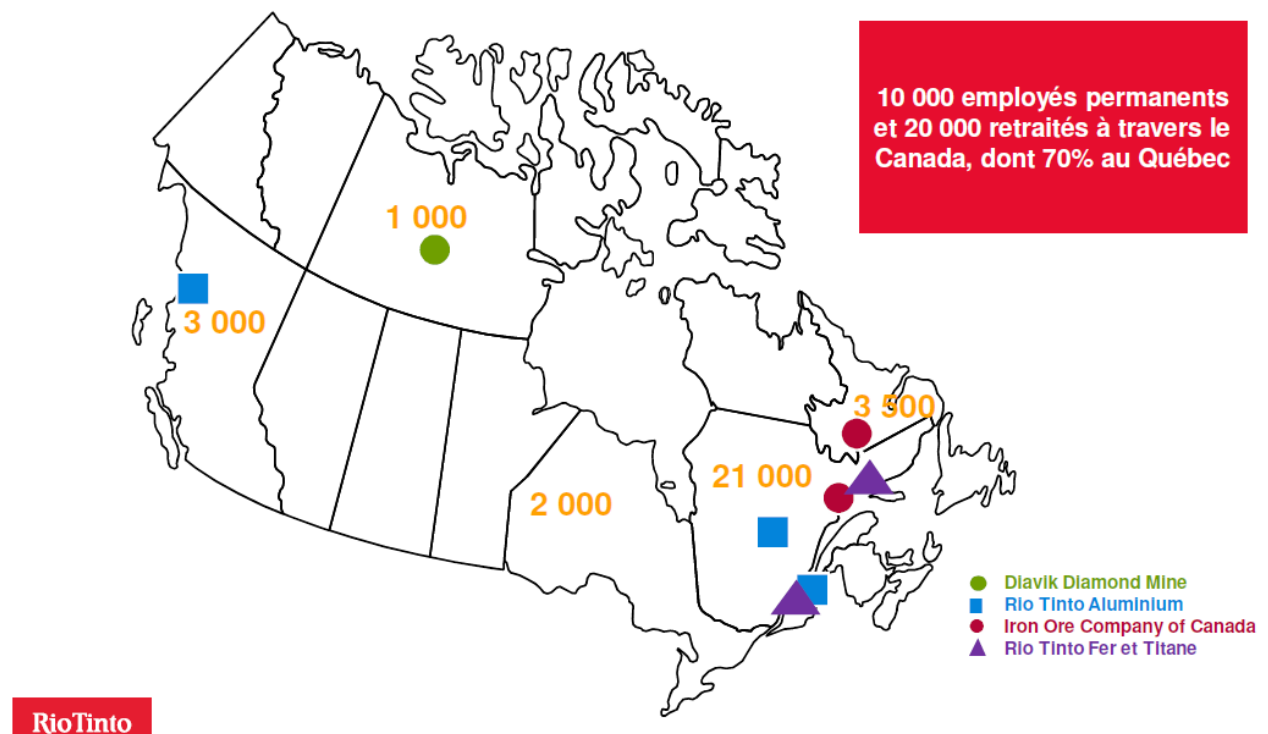 10 000 employés permanents
et 20 000 retraités à travers le
Canada, dont 70% au Québec
1 000
3 000
3 500
21 000
2 000
Diavik Diamond Mine
Rio Tinto Aluminium
Iron Ore Company of Canada
Rio Tinto Fer et Titane
RioTinto